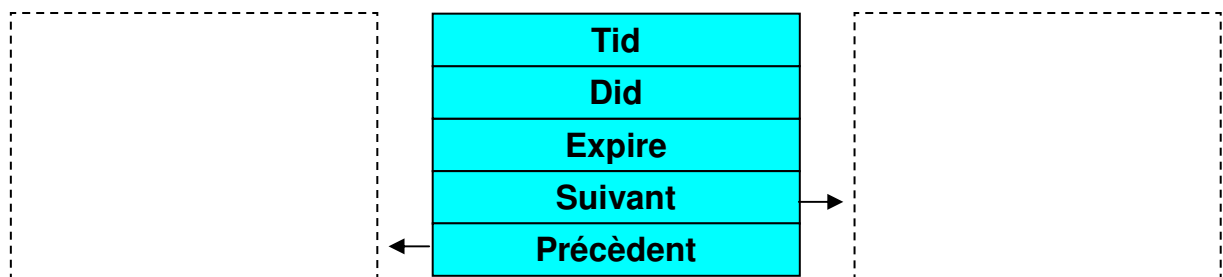 Tid
Did
Expire
Suivant
Précèdent